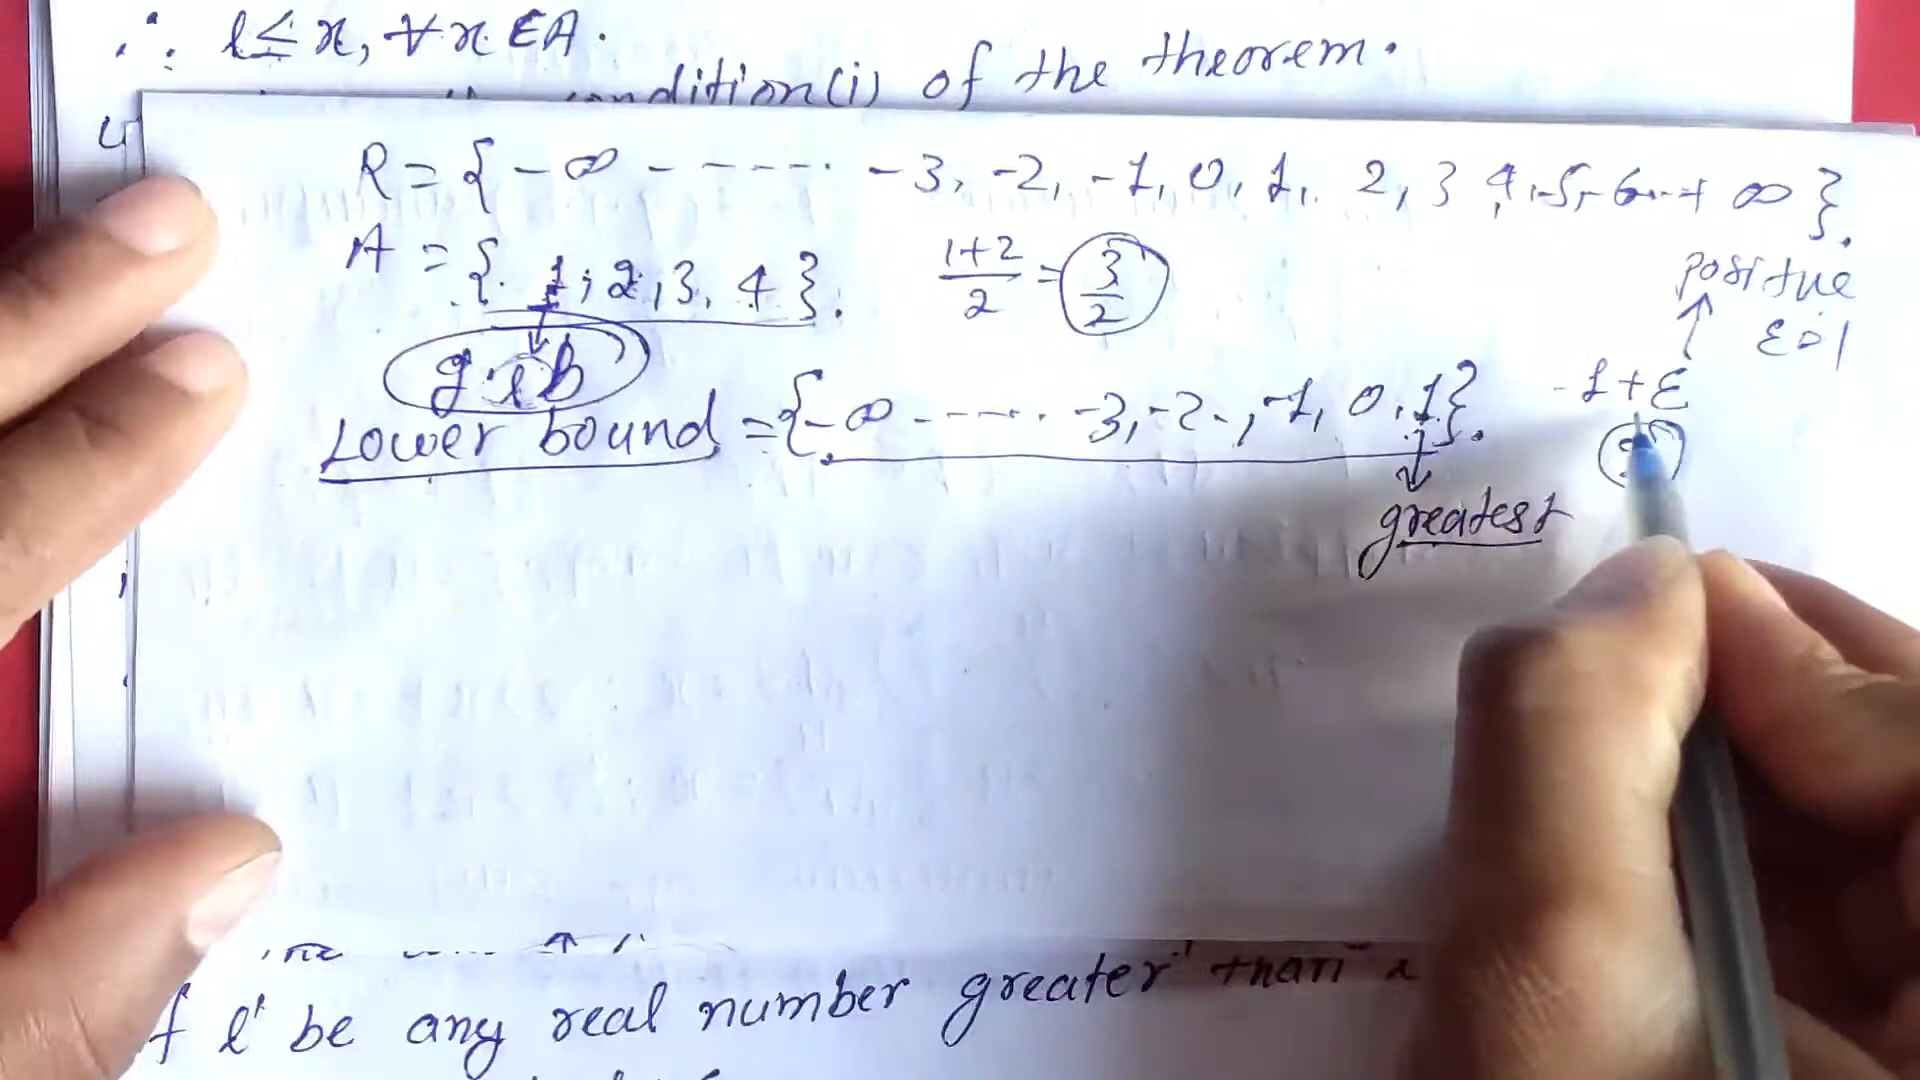 ∴ l ≤ x, ∀ x ∈ A.
condition (i) of the theorem.
R = { -∞ - ---- -3, -2, -1, 0, 1, 2, 3 4, 5, 6 .. + ∞ }.
A = { 1, 2, 3, 4 }.
1+2/2 = 3/2
positive
ε = 1
g.l.b
1 + ε
Lower bound = { -∞ ----- -3, -2, -1, 0, 1 }.
greatest
f l' be any real number greater than